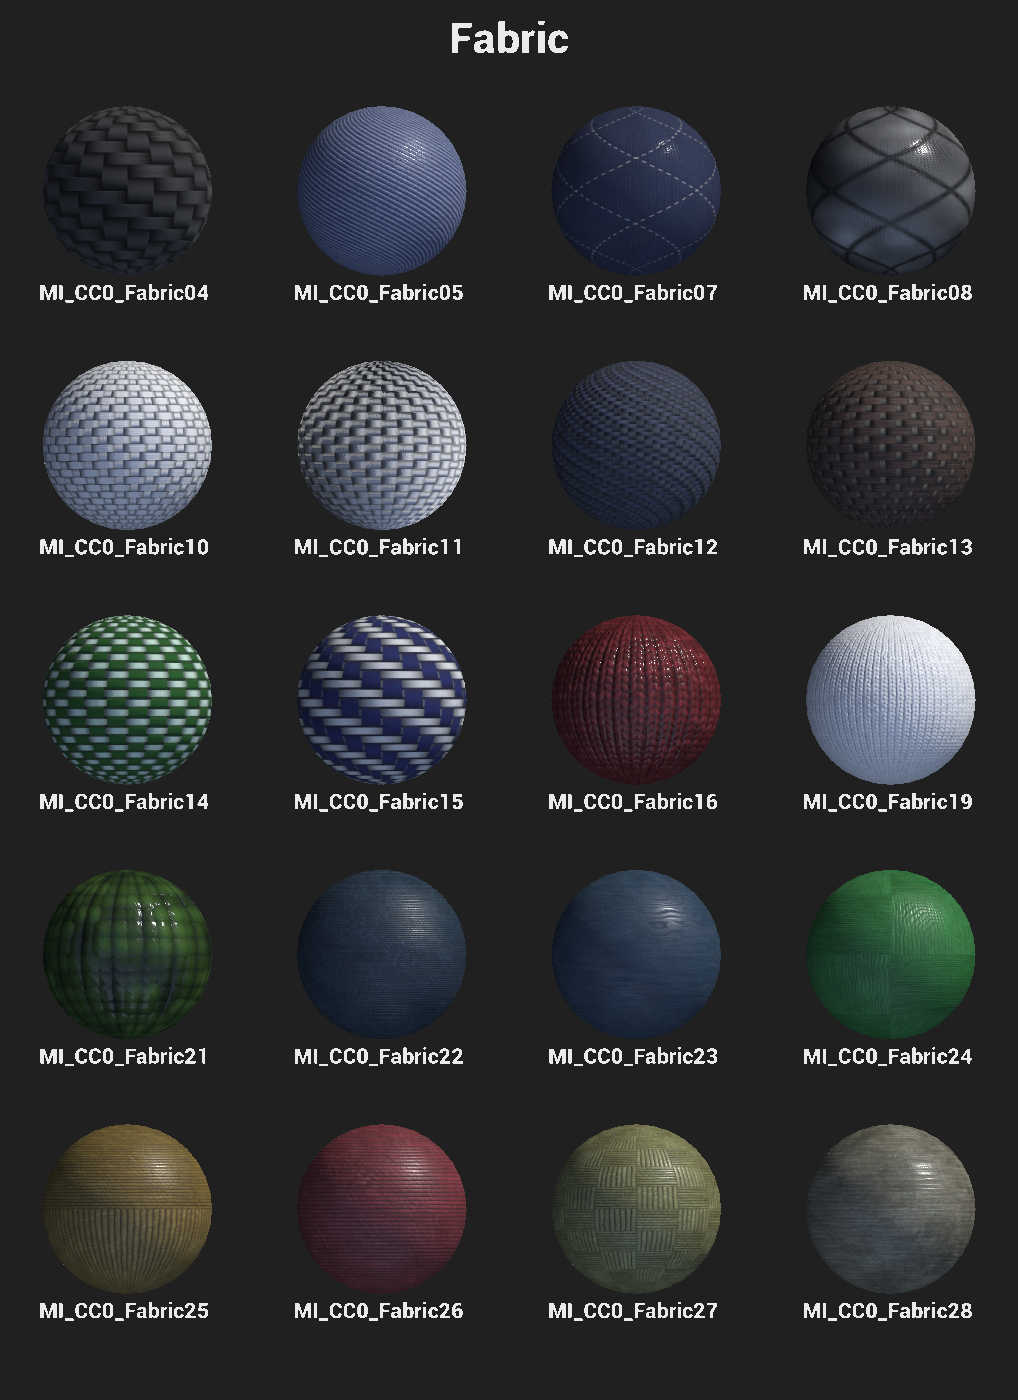 Fabric
MI_CC0_Fabric04 MI_CC0_Fabric05 MI_CC0_Fabric07 MI_CC0_Fabric08
MI_CC0_Fabric10 MI_CC0_Fabric11 MI_CC0_Fabric12 MI_CC0_Fabric13
MI_CC0_Fabric14 MI_CC0_Fabric15 MI_CC0_Fabric16 MI_CC0_Fabric19
MI_CC0_Fabric21 MI_CC0_Fabric22 MI_CC0_Fabric23 MI_CC0_Fabric24
MI_CC0_Fabric25 MI_CC0_Fabric26 MI_CC0_Fabric27 MI_CC0_Fabric28